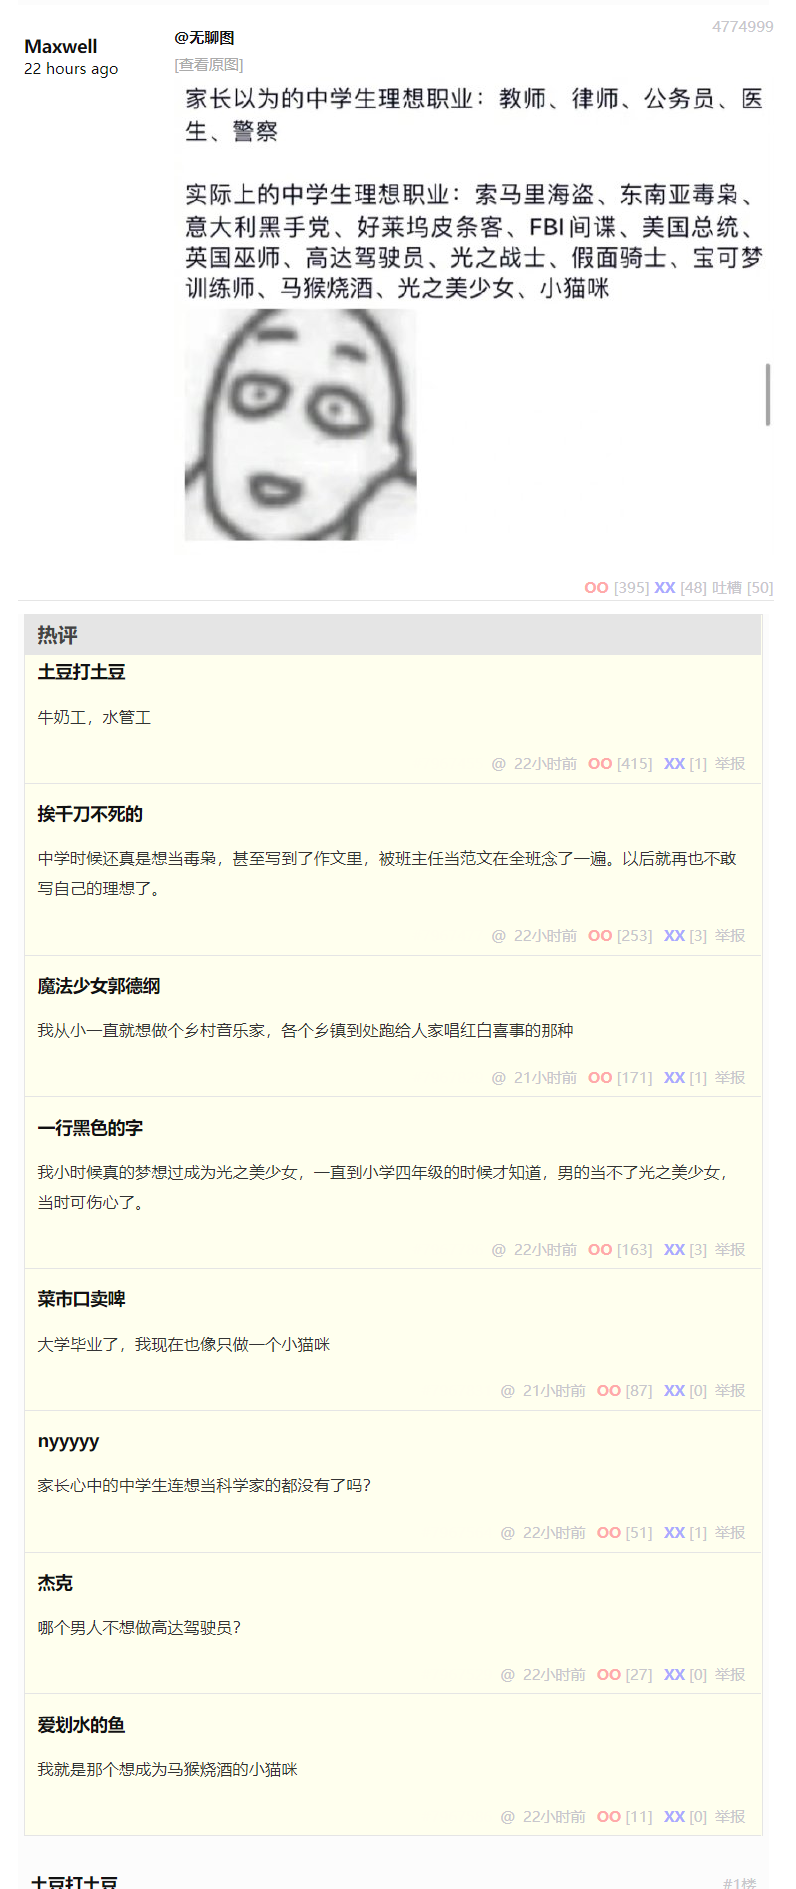 4774999
Maxwell
22 hours ago
@无聊图
[查看原图]
家长以为的中学生理想职业：教师、律师、公务员、医
生、警察
实际上的中学生理想职业：索马里海盗、东南亚毒枭、
意大利黑手党、好莱坞皮条客、FBI间谍、美国总统、
英国巫师、高达驾驶员、光之战士、假面骑士、宝可梦
训练师、马猴烧酒、光之美少女、小猫咪
OO [395] XX [48] 吐槽 [50]
热评
土豆打土豆
牛奶工，水管工
@ 22小时前 OO [415] XX [1] 举报
挨千刀不死的
中学时候还真是想当毒枭，甚至写到了作文里，被班主任当范文在全班念了一遍。以后就再也不敢
写自己的理想了。
@ 22小时前 OO [253] XX [3] 举报
魔法少女郭德纲
我从小一直就想做个乡村音乐家，各个乡镇到处跑给人家唱红白喜事的那种
@ 21小时前 OO [171] XX [1] 举报
一行黑色的字
我小时候真的梦想过成为光之美少女，一直到小学四年级的时候才知道，男的当不了光之美少女，
当时可伤心了。
@ 22小时前 OO [163] XX [3] 举报
菜市口卖啤
大学毕业了，我现在也像只做一个小猫咪
@ 21小时前 OO [87] XX [0] 举报
nyyyyy
家长心中的中学生连想当科学家的都没有了吗？
@ 22小时前 OO [51] XX [1] 举报
杰克
哪个男人不想做高达驾驶员？
@ 22小时前 OO [27] XX [0] 举报
爱划水的鱼
我就是那个想成为马猴烧酒的小猫咪
@ 22小时前 OO [11] XX [0] 举报
土豆打土豆
#1楼